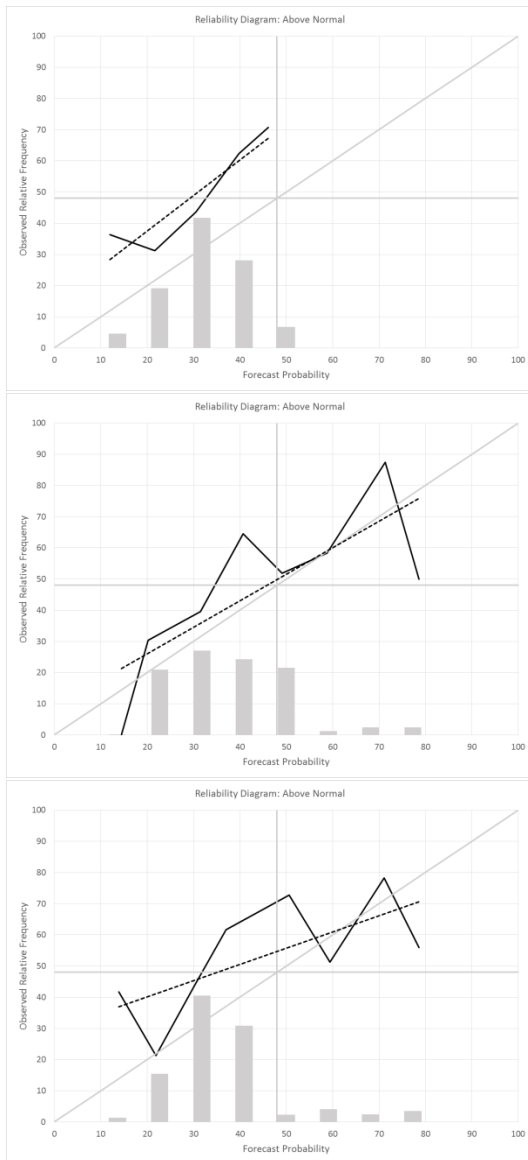 Reliability Diagram: Above Normal
100
90
80
70
60
50
40
30
20
10
0
Observed Relative Frequency
0 10 20 30 40 50 60 70 80 90 100
Forecast Probability
Reliability Diagram: Above Normal
100
90
80
70
60
50
40
30
20
10
0
Observed Relative Frequency
0 10 20 30 40 50 60 70 80 90 100
Forecast Probability
Reliability Diagram: Above Normal
100
90
80
70
60
50
40
30
20
10
0
Observed Relative Frequency
0 10 20 30 40 50 60 70 80 90 100
Forecast Probability